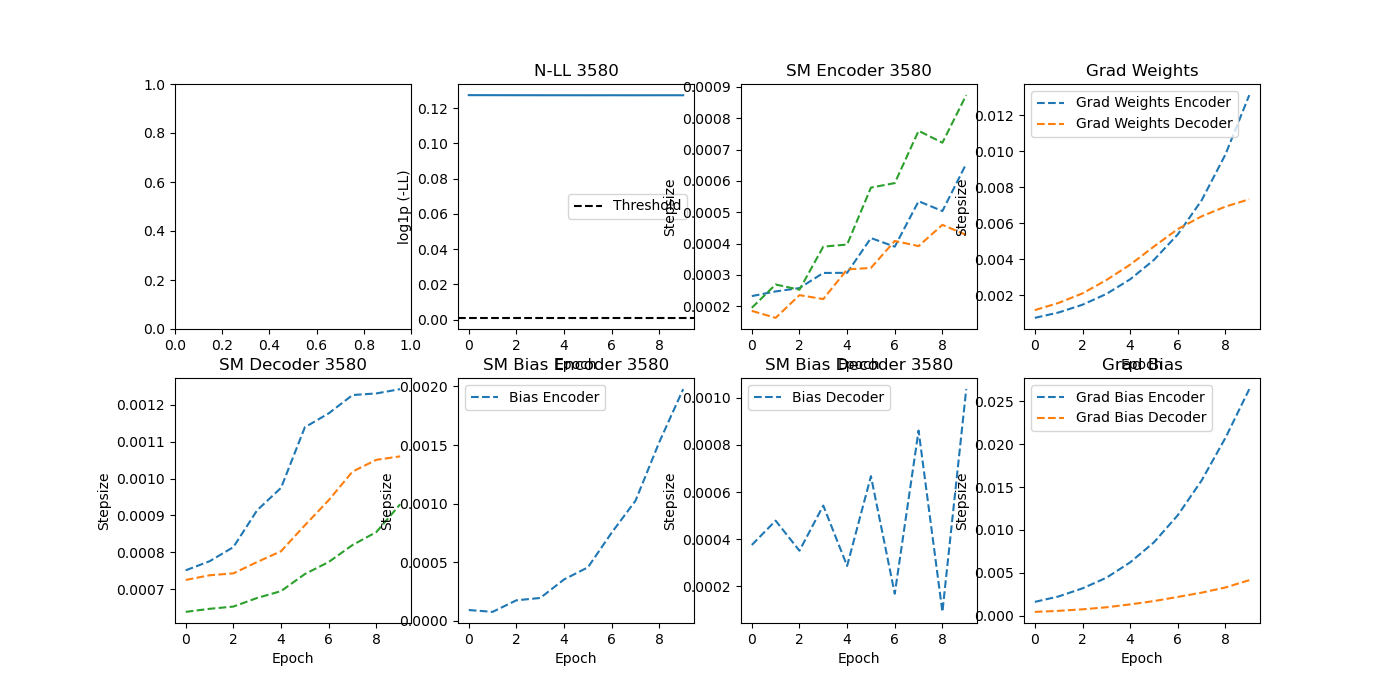 N-LL 3580
SM Encoder 3580
Grad Weights
1.0
0.8
0.6
0.4
0.2
0.0
0.0 0.2 0.4 0.6 0.8 1.0
log1p (-LL)
0.12
0.10
0.08
0.06
0.04
0.02
0.00
Threshold
0 2 4 6 8
Epoch
Stepsize
0.0009
0.0008
0.0007
0.0006
0.0005
0.0004
0.0003
0.0002
0 2 4 6 8
Epoch
Stepsize
0.012
0.010
0.008
0.006
0.004
0.002
Grad Weights Encoder
Grad Weights Decoder
0 2 4 6 8
Epoch
SM Decoder 3580
SM Bias Encoder 3580
SM Bias Decoder 3580
Grad Bias
Stepsize
0.0012
0.0011
0.0010
0.0009
0.0008
0.0007
0 2 4 6 8
Epoch
Stepsize
0.0020
0.0015
0.0010
0.0005
0.0000
Bias Encoder
0 2 4 6 8
Epoch
Stepsize
0.0010
0.0008
0.0006
0.0004
0.0002
Bias Decoder
0 2 4 6 8
Epoch
Stepsize
0.025
0.020
0.015
0.010
0.005
0.000
Grad Bias Encoder
Grad Bias Decoder
0 2 4 6 8
Epoch